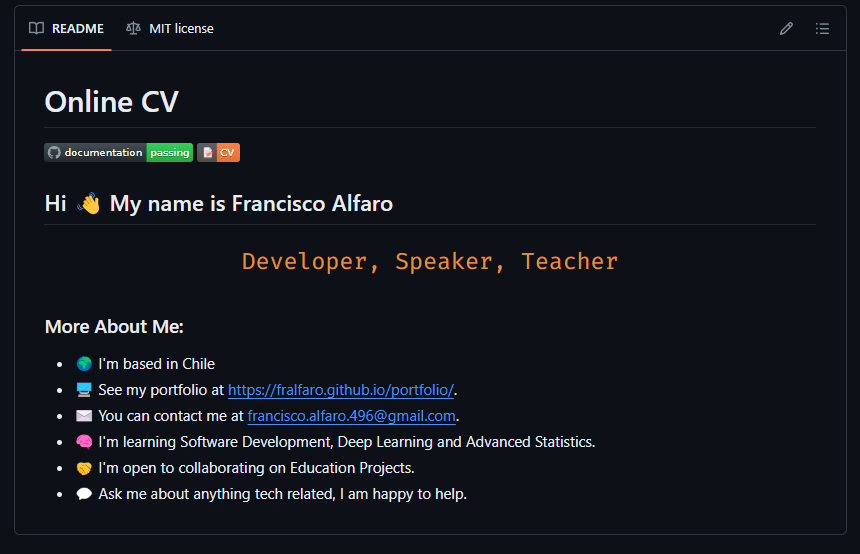 README MIT license
Online CV
documentation passing CV
Hi 👋 My name is Francisco Alfaro
Developer, Speaker, Teacher
More About Me:
I'm based in Chile
See my portfolio at https://fralfaro.github.io/portfolio/.
You can contact me at francisco.alfaro.496@gmail.com.
I'm learning Software Development, Deep Learning and Advanced Statistics.
I'm open to collaborating on Education Projects.
Ask me about anything tech related, I am happy to help.